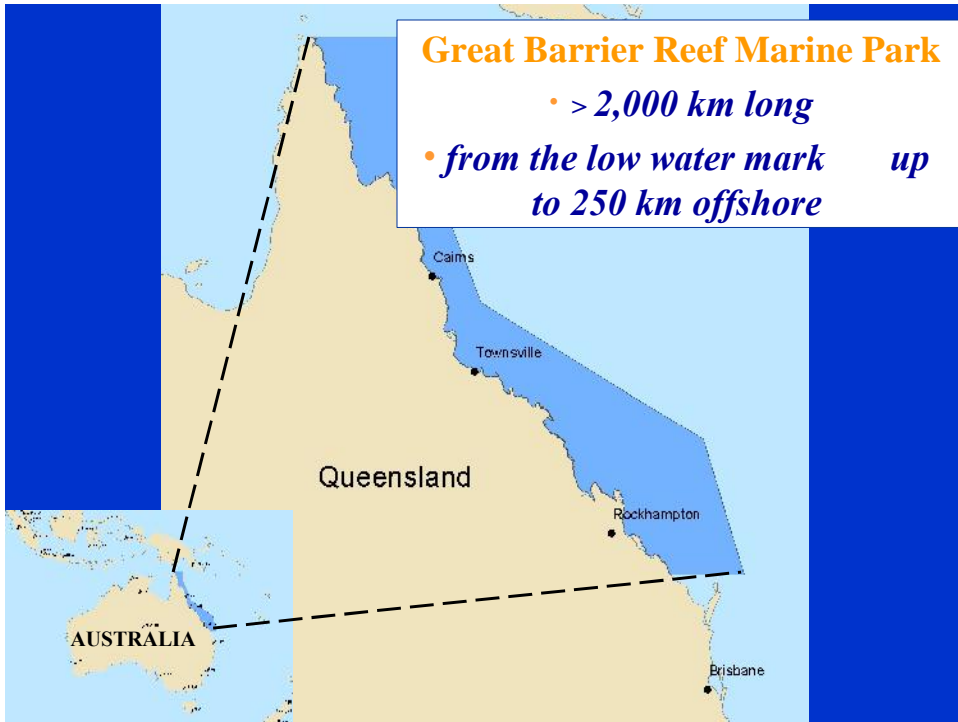 Great Barrier Reef Marine Park
• > 2,000 km long
• from the low water mark up
to 250 km offshore
Cairns
Townsville
Queensland
Rockhampton
AUSTRALIA
Brisbane